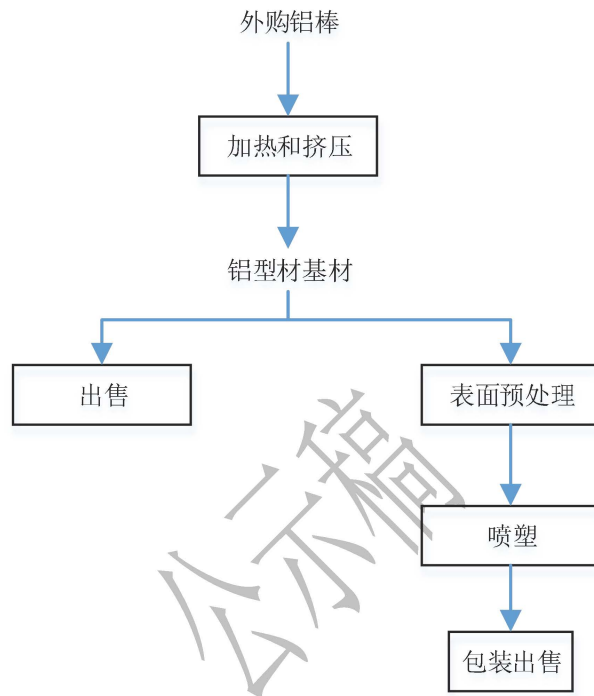 外购铝棒
加热和挤压
铝型材基材
出售
表面预处理
喷塑
包装出售
公示稿